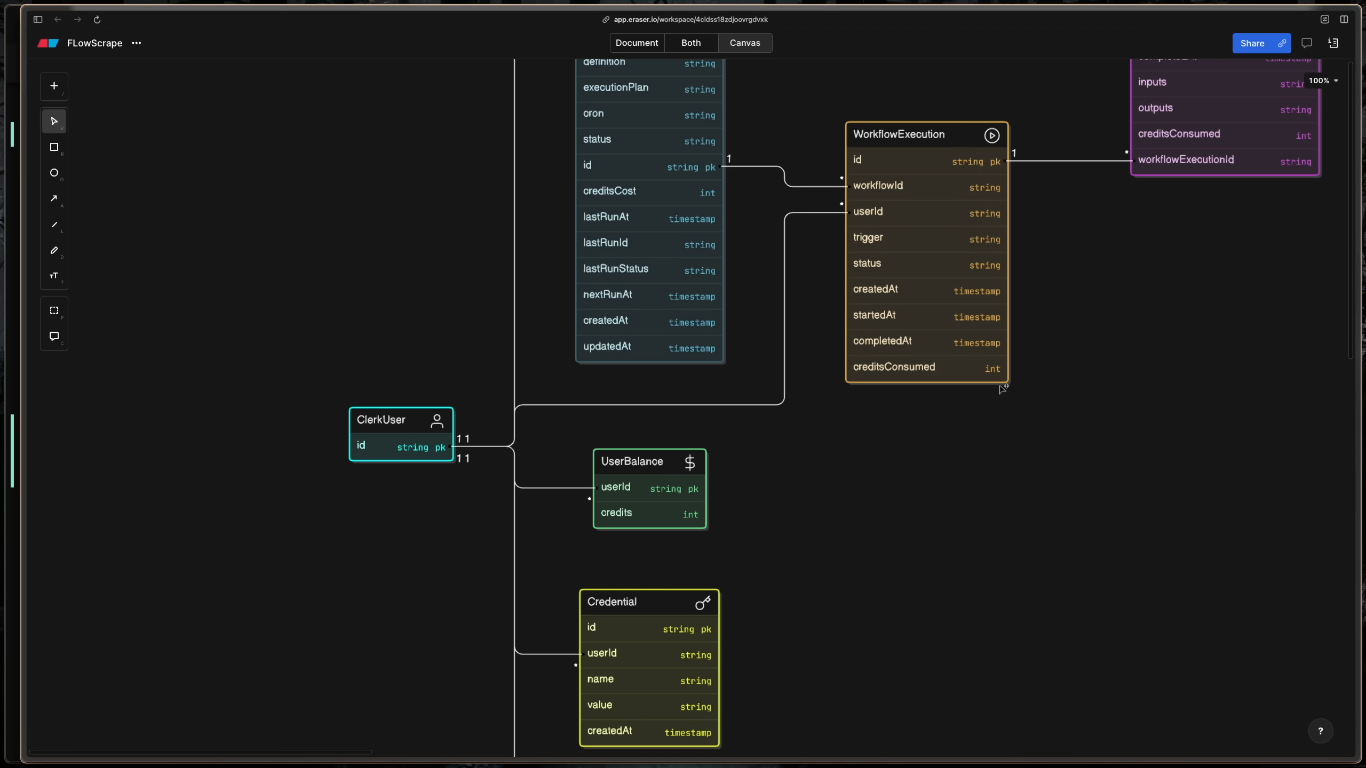 app.eraser.io/workspace/4cldss18zdjoovrgdvxk
FLowScrape
Document Both Canvas
Share
100%
definition string
executionPlan string
cron string
status string
id string pk
creditsCost int
lastRunAt timestamp
lastRunId string
lastRunStatus string
nextRunAt timestamp
createdAt timestamp
updatedAt timestamp
1
WorkflowExecution
id string pk
workflowId string
userId string
trigger string
status string
createdAt timestamp
startedAt timestamp
completedAt timestamp
creditsConsumed int
1
inputs
outputs string
creditsConsumed int
workflowExecutionId string
ClerkUser
id string pk
1 1
1 1
UserBalance
userId string pk
credits int
Credential
id string pk
userId string
name string
value string
createdAt timestamp
?